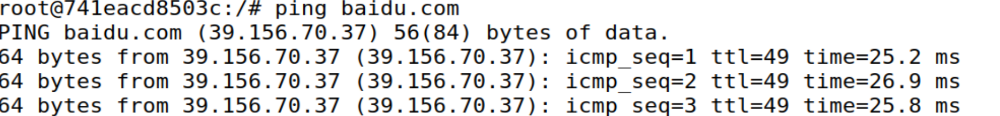 root@741eacd8503c:/# ping baidu.com
PING baidu.com (39.156.70.37) 56(84) bytes of data.
64 bytes from 39.156.70.37 (39.156.70.37): icmp_seq=1 ttl=49 time=25.2 ms
64 bytes from 39.156.70.37 (39.156.70.37): icmp_seq=2 ttl=49 time=26.9 ms
64 bytes from 39.156.70.37 (39.156.70.37): icmp_seq=3 ttl=49 time=25.8 ms